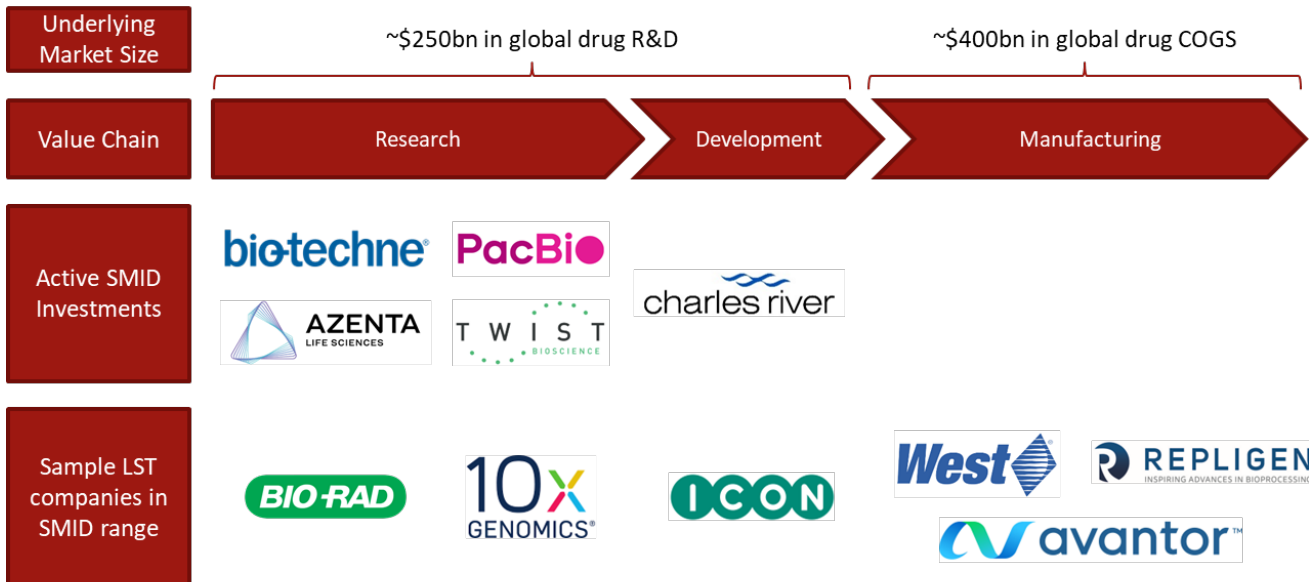 Underlying
Market Size
~$250bn in global drug R&D
~$400bn in global drug COGS
Value Chain
Research
Development
Manufacturing
Active SMID
Investments
bio-techne®
PacBio
AZENTA
LIFE SCIENCES
TWIST
BIOSCIENCE
charles river
Sample LST
companies in
SMID range
BIO-RAD
10x
GENOMICS®
ICON
West
REPLIGEN
INSPIRING ADVANCES IN BIOPROCESSING
avantor™